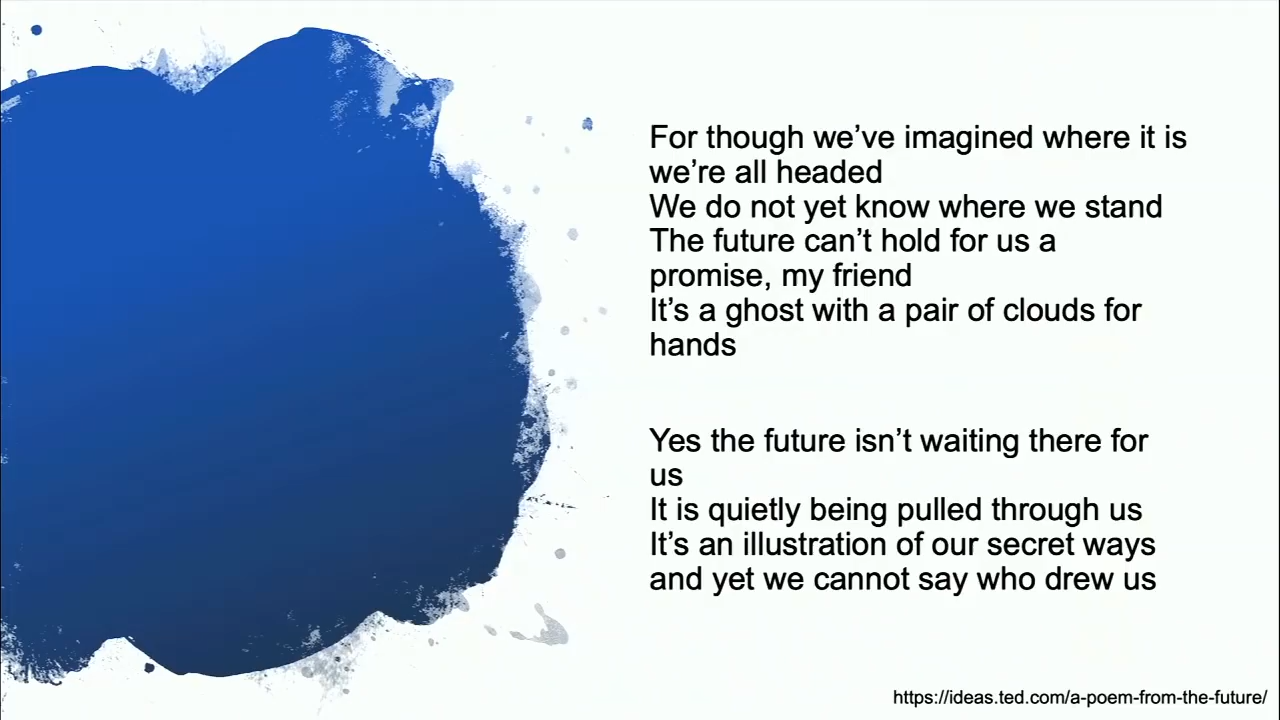 For though we’ve imagined where it is
we’re all headed
We do not yet know where we stand
The future can’t hold for us a
promise, my friend
It’s a ghost with a pair of clouds for
hands
Yes the future isn’t waiting there for
us
It is quietly being pulled through us
It’s an illustration of our secret ways
and yet we cannot say who drew us
https://ideas.ted.com/a-poem-from-the-future/